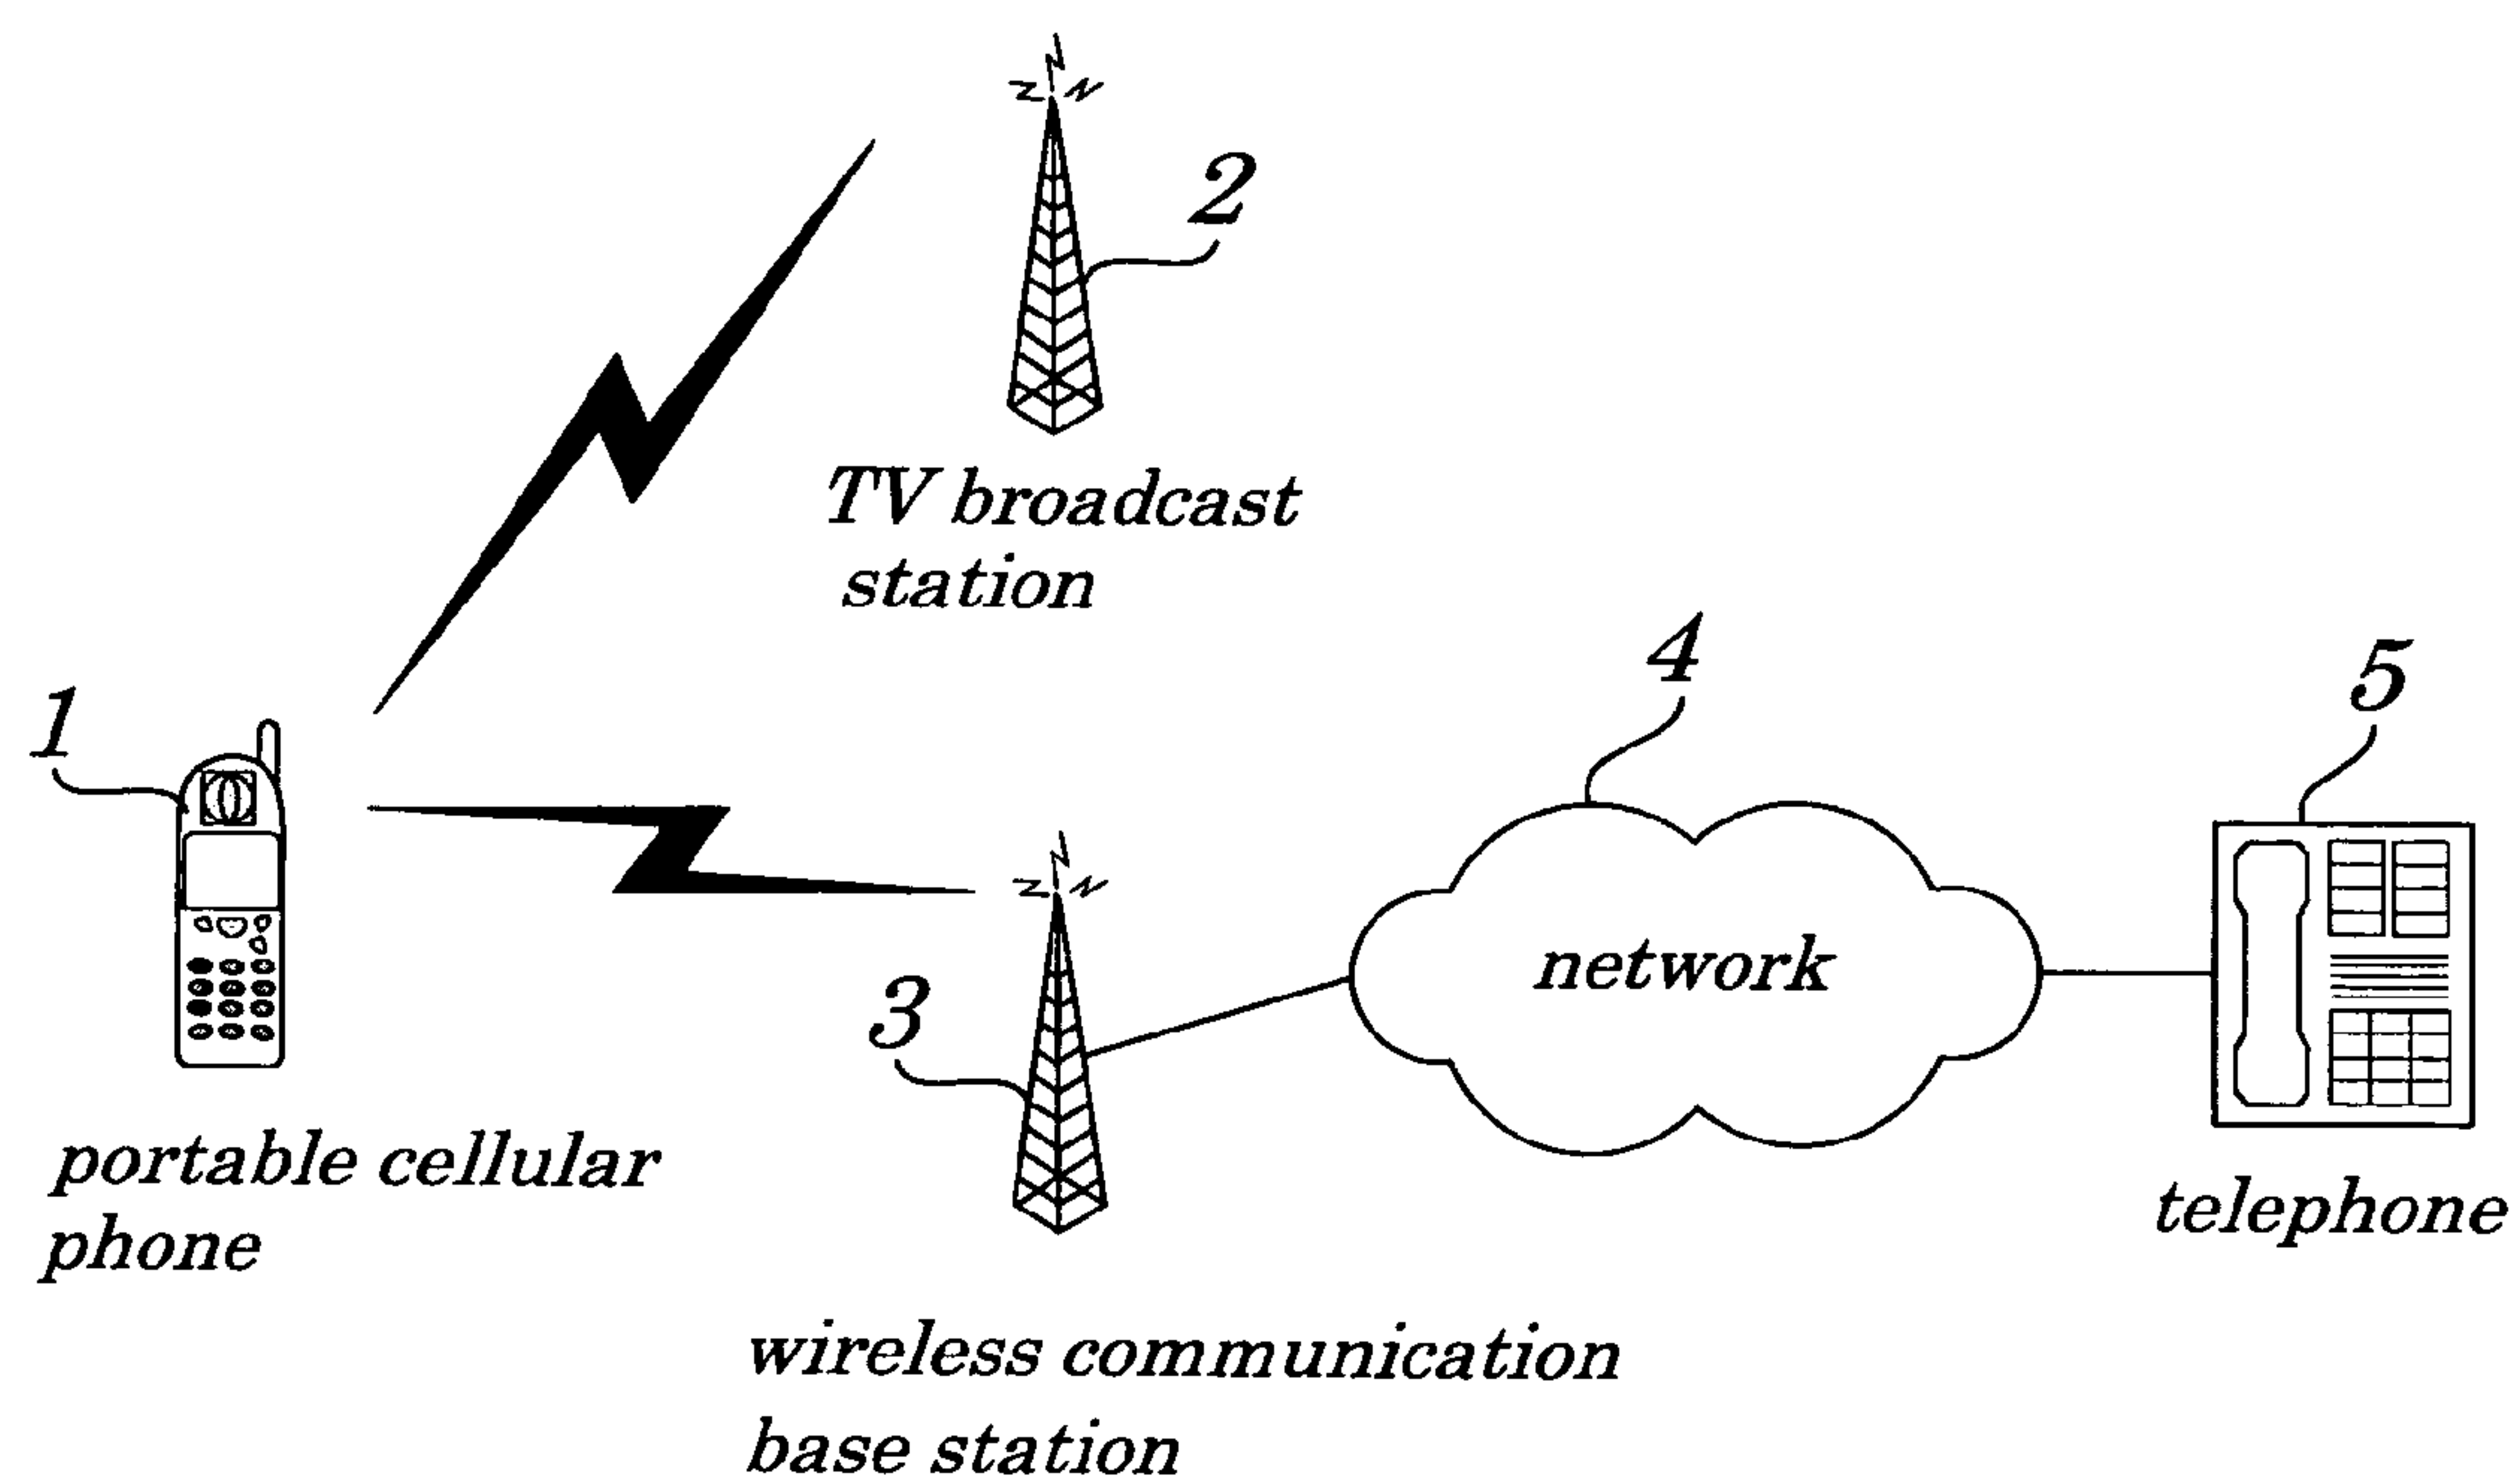 2
TV broadcast
station
4
5
1
network
3
portable cellular
phone
telephone
wireless communication
base station